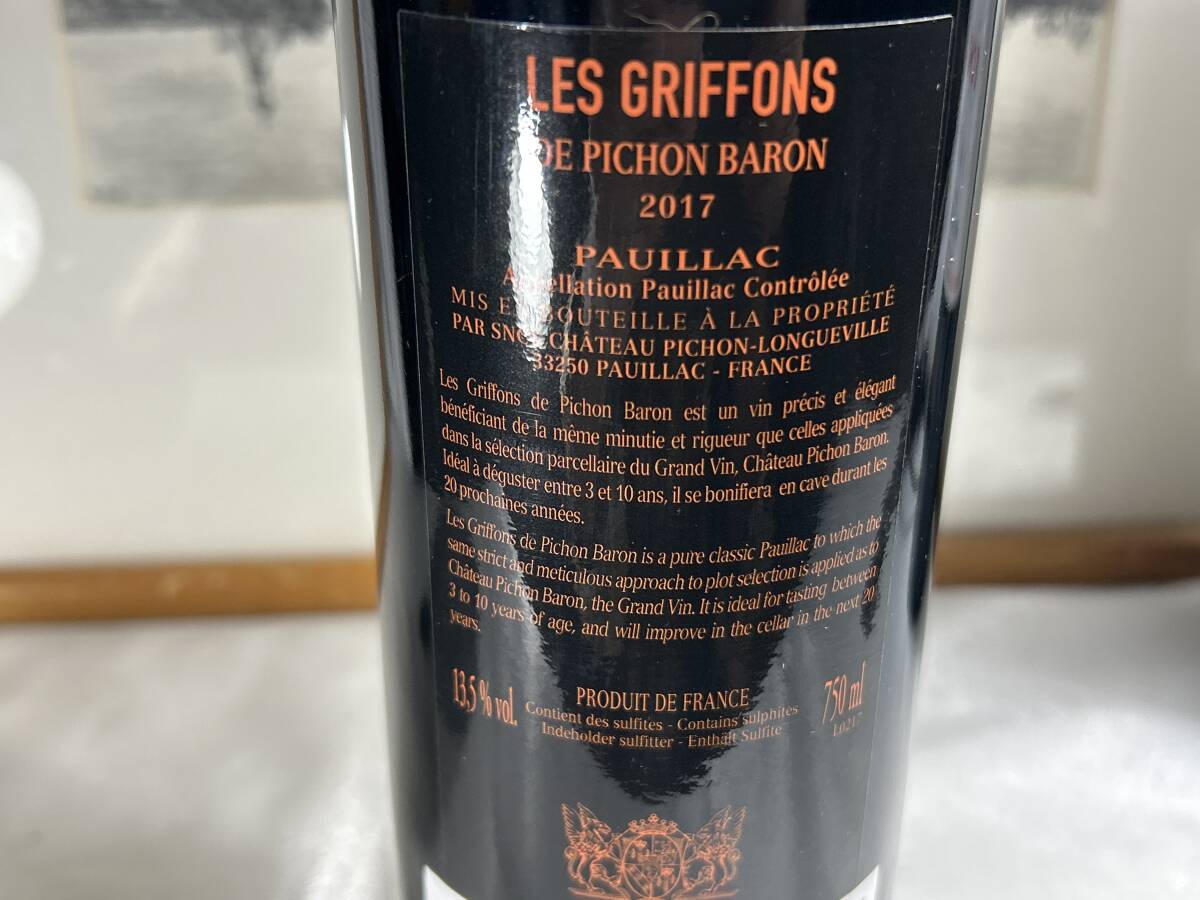 LES GRIFFONS
DE PICHON BARON
2017
PAUILLAC
Appellation Pauillac Contrôlée
MIS EN BOUTEILLE À LA PROPRIÉTÉ
PAR SNC CHÂTEAU PICHON-LONGUEVILLE
33250 PAUILLAC - FRANCE
Les Griffons de Pichon Baron est un vin précis et élégant
bénéficiant de la même minutie et rigueur que celles appliquées
dans la sélection parcellaire du Grand Vin, Château Pichon Baron.
Idéal à déguster entre 3 et 10 ans, il se bonifiera en cave durant les
20 prochaines années.
Les Griffons de Pichon Baron is a pure classic Pauillac to which the
same strict and meticulous approach to plot selection is applied as to
Château Pichon Baron, the Grand Vin. It is ideal for tasting between
3 to 10 years of age, and will improve in the cellar in the next 20
years.
13,5 % vol.
PRODUIT DE FRANCE
750 ml
Contient des sulfites - Contains sulphites
Indeholder sulfitter - Enthält Sulfite
L0217